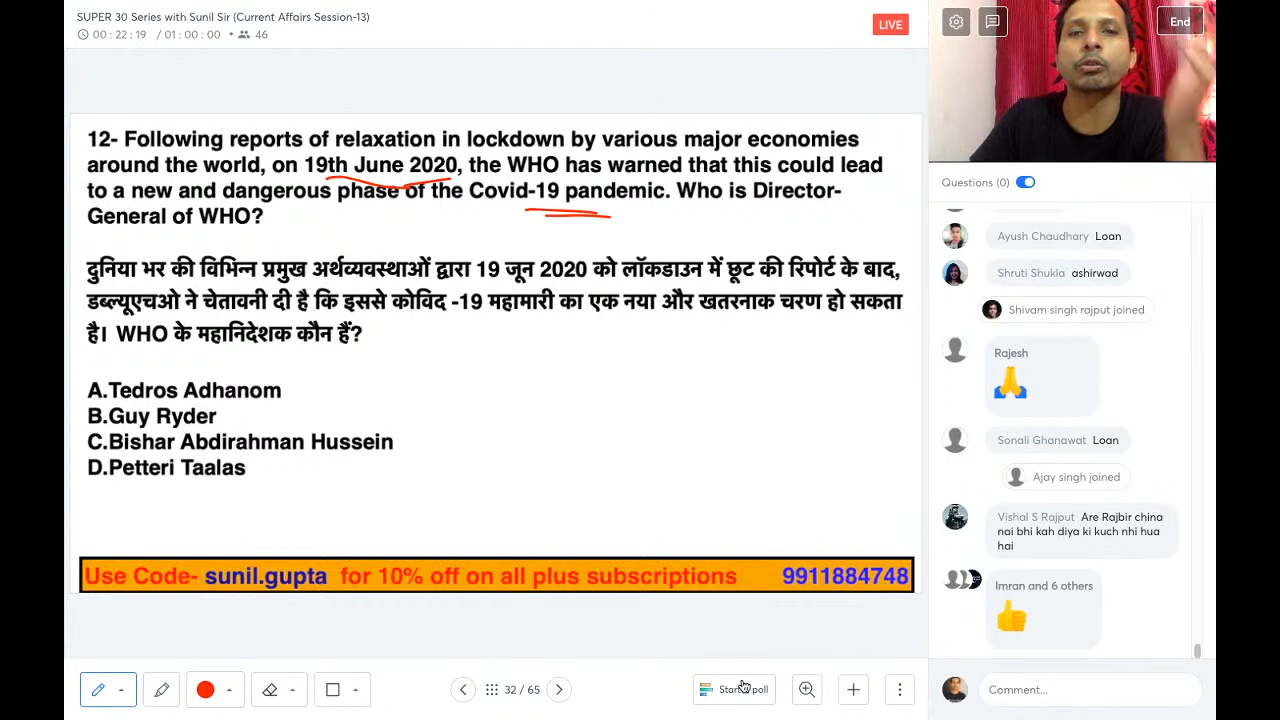 SUPER 30 Series with Sunil Sir (Current Affairs Session-13)
00 : 22 : 19 / 01 : 00 : 00 • 46
LIVE
End
12- Following reports of relaxation in lockdown by various major economies
around the world, on 19th June 2020, the WHO has warned that this could lead
to a new and dangerous phase of the Covid-19 pandemic. Who is Director-
General of WHO?
दुनिया भर की विभिन्न प्रमुख अर्थव्यवस्थाओं द्वारा 19 जून 2020 को लॉकडाउन में छूट की रिपोर्ट के बाद,
डब्ल्यूएचओ ने चेतावनी दी है कि इससे कोविद -19 महामारी का एक नया और खतरनाक चरण हो सकता
है। WHO के महानिदेशक कौन हैं?
A.Tedros Adhanom
B.Guy Ryder
C.Bishar Abdirahman Hussein
D.Petteri Taalas
Use Code- sunil.gupta for 10% off on all plus subscriptions 9911884748
32 / 65
Start poll
Questions (0)
Ayush Chaudhary Loan
Shruti Shukla ashirwad
Shivam singh rajput joined
Rajesh
Sonali Ghanawat Loan
Ajay singh joined
Vishal S Rajput Are Rajbir china
nai bhi kah diya ki kuch nhi hua
hai
Imran and 6 others
Comment...